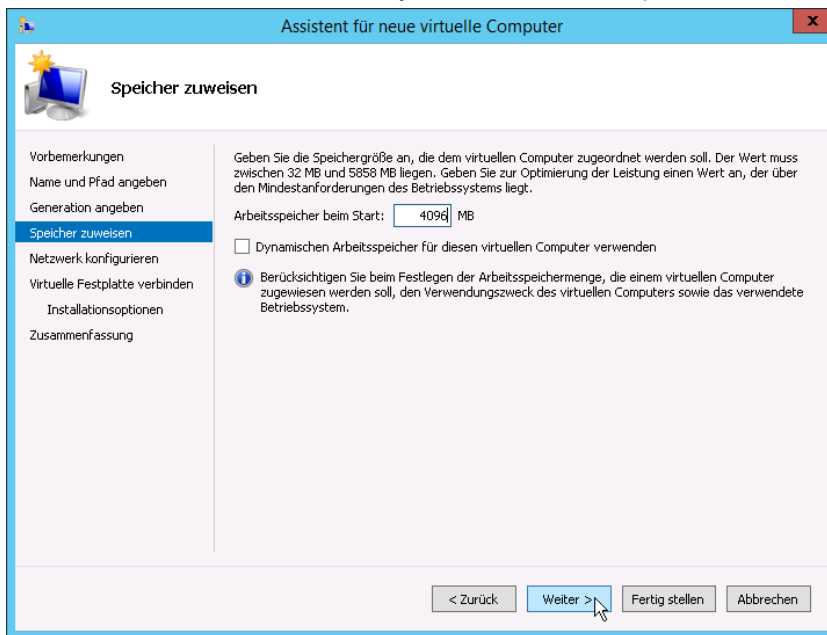 Assistent für neue virtuelle Computer
x
Speicher zuweisen
Vorbemerkungen
Name und Pfad angeben
Generation angeben
Speicher zuweisen
Netzwerk konfigurieren
Virtuelle Festplatte verbinden
Installationsoptionen
Zusammenfassung
Geben Sie die Speichergröße an, die dem virtuellen Computer zugeordnet werden soll. Der Wert muss
zwischen 32 MB und 5858 MB liegen. Geben Sie zur Optimierung der Leistung einen Wert an, der über
den Mindestanforderungen des Betriebssystems liegt.
Arbeitsspeicher beim Start: 4096 MB
Dynamischen Arbeitsspeicher für diesen virtuellen Computer verwenden
Berücksichtigen Sie beim Festlegen der Arbeitsspeichermenge, die einem virtuellen Computer
zugewiesen werden soll, den Verwendungszweck des virtuellen Computers sowie das verwendete
Betriebssystem.
< Zurück Weiter > Fertig stellen Abbrechen